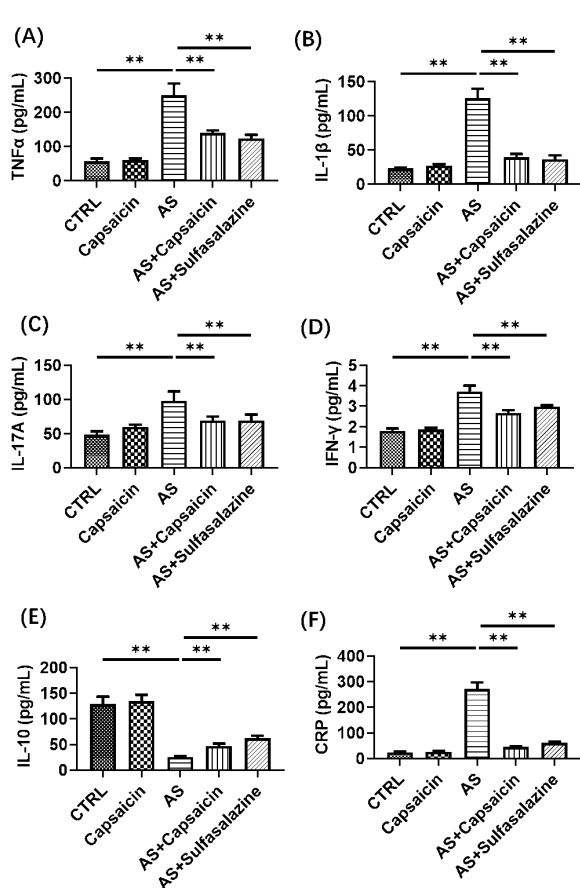 (A)
TNFα (pg/mL)
300
200
100
0
** ** **
CTRL
Capsaicin
AS
AS+Capsaicin
AS+Sulfasalazine
(B)
IL-1β (pg/mL)
150
100
50
0
** ** **
CTRL
Capsaicin
AS
AS+Capsaicin
AS+Sulfasalazine
(C)
IL-17A (pg/mL)
150
100
50
0
** ** **
CTRL
Capsaicin
AS
AS+Capsaicin
AS+Sulfasalazine
(D)
IFN-γ (pg/mL)
5
4
3
2
1
0
** ** **
CTRL
Capsaicin
AS
AS+Capsaicin
AS+Sulfasalazine
(E)
IL-10 (pg/mL)
200
150
100
50
0
** ** **
CTRL
Capsaicin
AS
AS+Capsaicin
AS+Sulfasalazine
(F)
CRP (pg/mL)
400
300
200
100
0
** ** **
CTRL
Capsaicin
AS
AS+Capsaicin
AS+Sulfasalazine